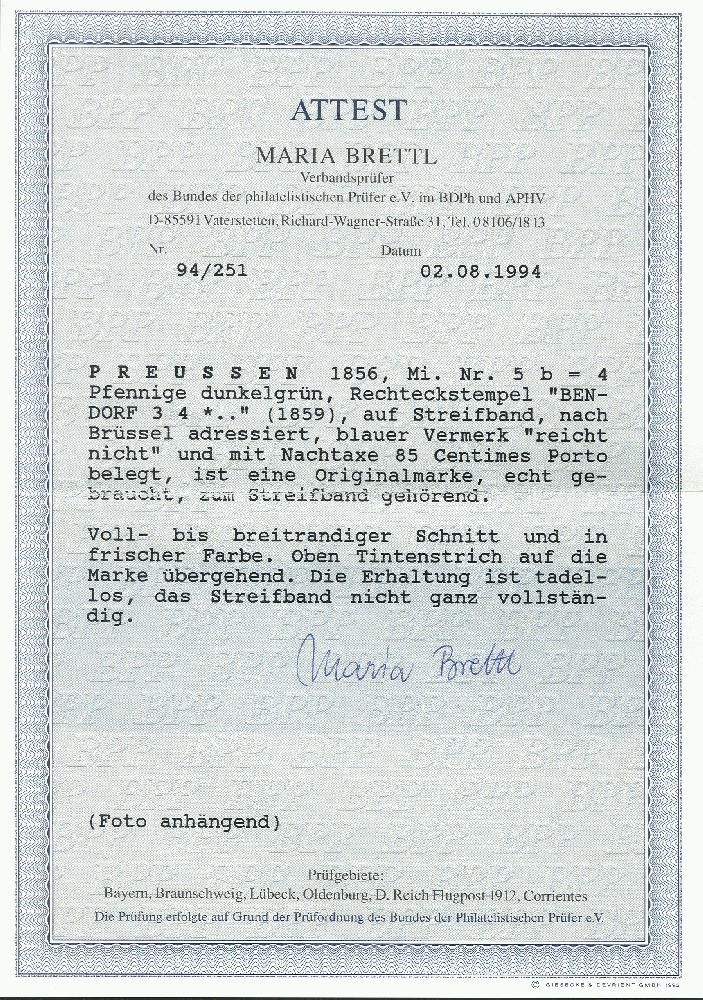 ATTEST
MARIA BRETTL
Verbandsprüfer
des Bundes der philatelistischen Prüfer e.V. im BDPh und APHV
D-85591 Vaterstetten, Richard-Wagner-Straße 31, Tel. 08106/1813
Nr. Datum
94/251 02.08.1994
P R E U S S E N 1856, Mi. Nr. 5 b = 4
Pfennige dunkelgrün, Rechteckstempel "BEN-
DORF 3 4 *.." (1859), auf Streifband, nach
Brüssel adressiert, blauer Vermerk "reicht
nicht" und mit Nachtaxe 85 Centimes Porto
belegt, ist eine Originalmarke, echt ge-
braucht, zum Streifband gehörend.
Voll- bis breitrandiger Schnitt und in
frischer Farbe. Oben Tintenstrich auf die
Marke übergehend. Die Erhaltung ist tadel-
los, das Streifband nicht ganz vollstän-
dig.
Maria Brettl
(Foto anhängend)
Prüfgebiete:
Bayern, Braunschweig, Lübeck, Oldenburg, D. Reich Flugpost 1912, Corrientes
Die Prüfung erfolgte auf Grund der Prüfordnung des Bundes der Philatelistischen Prüfer e.V.
© GIESECKE & DEVRIENT GMBH 1992